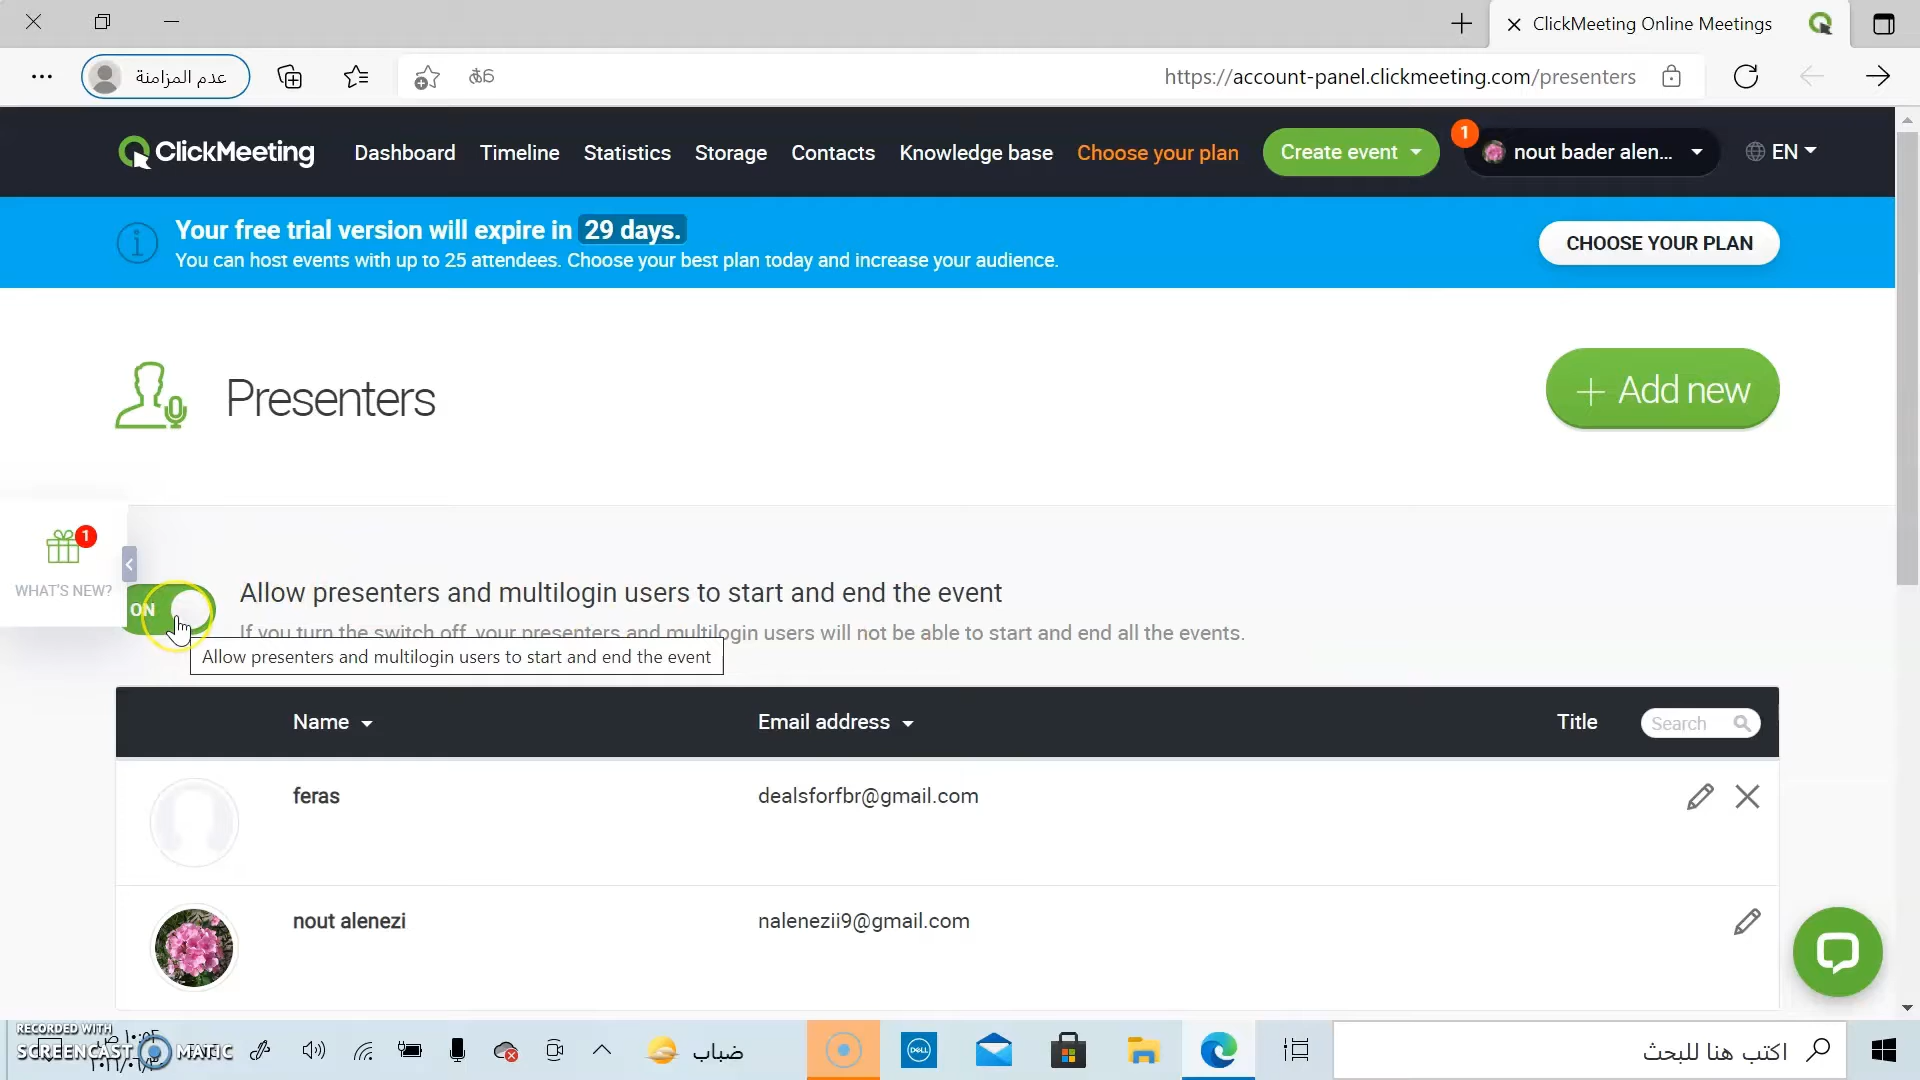 ClickMeeting Online Meetings
عدم المزامنة
https://account-panel.clickmeeting.com/presenters
ClickMeeting
Dashboard
Timeline
Statistics
Storage
Contacts
Knowledge base
Choose your plan
Create event
1
nout bader alen...
EN
Your free trial version will expire in 29 days.
You can host events with up to 25 attendees. Choose your best plan today and increase your audience.
CHOOSE YOUR PLAN
Presenters
+ Add new
1
WHAT'S NEW?
ON
Allow presenters and multilogin users to start and end the event
If you turn the switch off, your presenters and multilogin users will not be able to start and end all the events.
Allow presenters and multilogin users to start and end the event
Name
Email address
Title
Search
feras
dealsforfbr@gmail.com
nout alenezi
nalenezii9@gmail.com
RECORDED WITH
SCREENCAST MATIC
ضباب
DELL
اكتب هنا للبحث